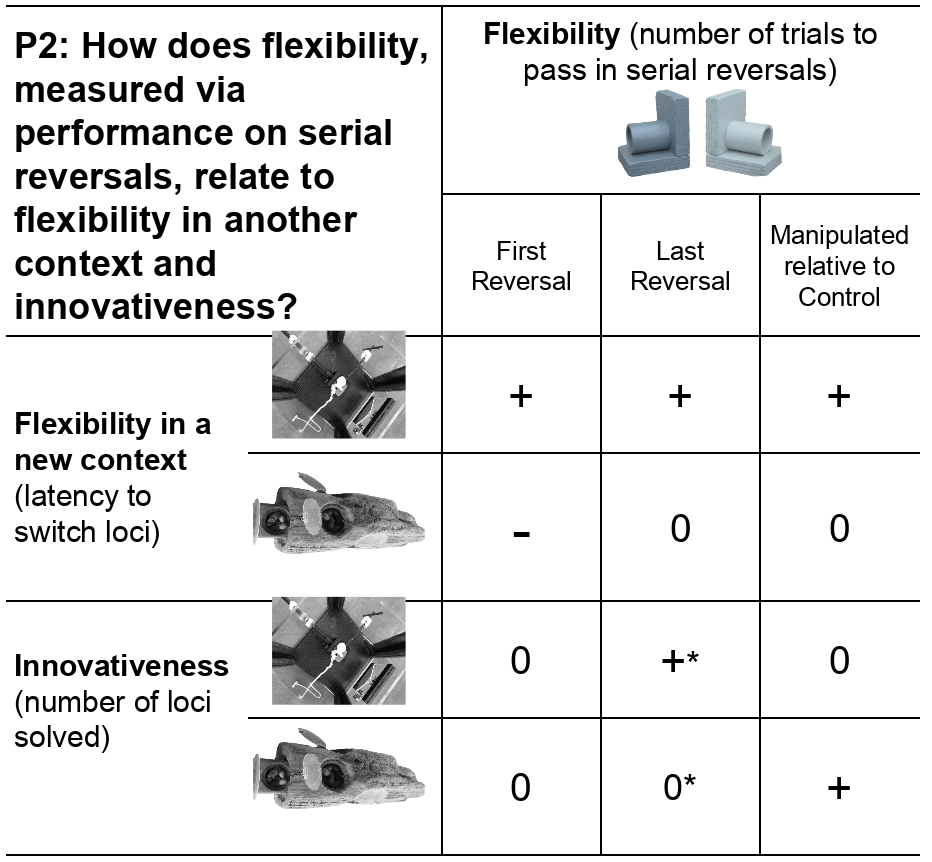 P2: How does flexibility,
measured via
performance on serial
reversals, relate to
flexibility in another
context and
innovativeness?
Flexibility (number of trials to
pass in serial reversals)
First
Reversal
Last
Reversal
Manipulated
relative to
Control
Flexibility in a
new context
(latency to
switch loci)
+ + +
- 0 0
Innovativeness
(number of loci
solved)
0 +* 0
0 0* +